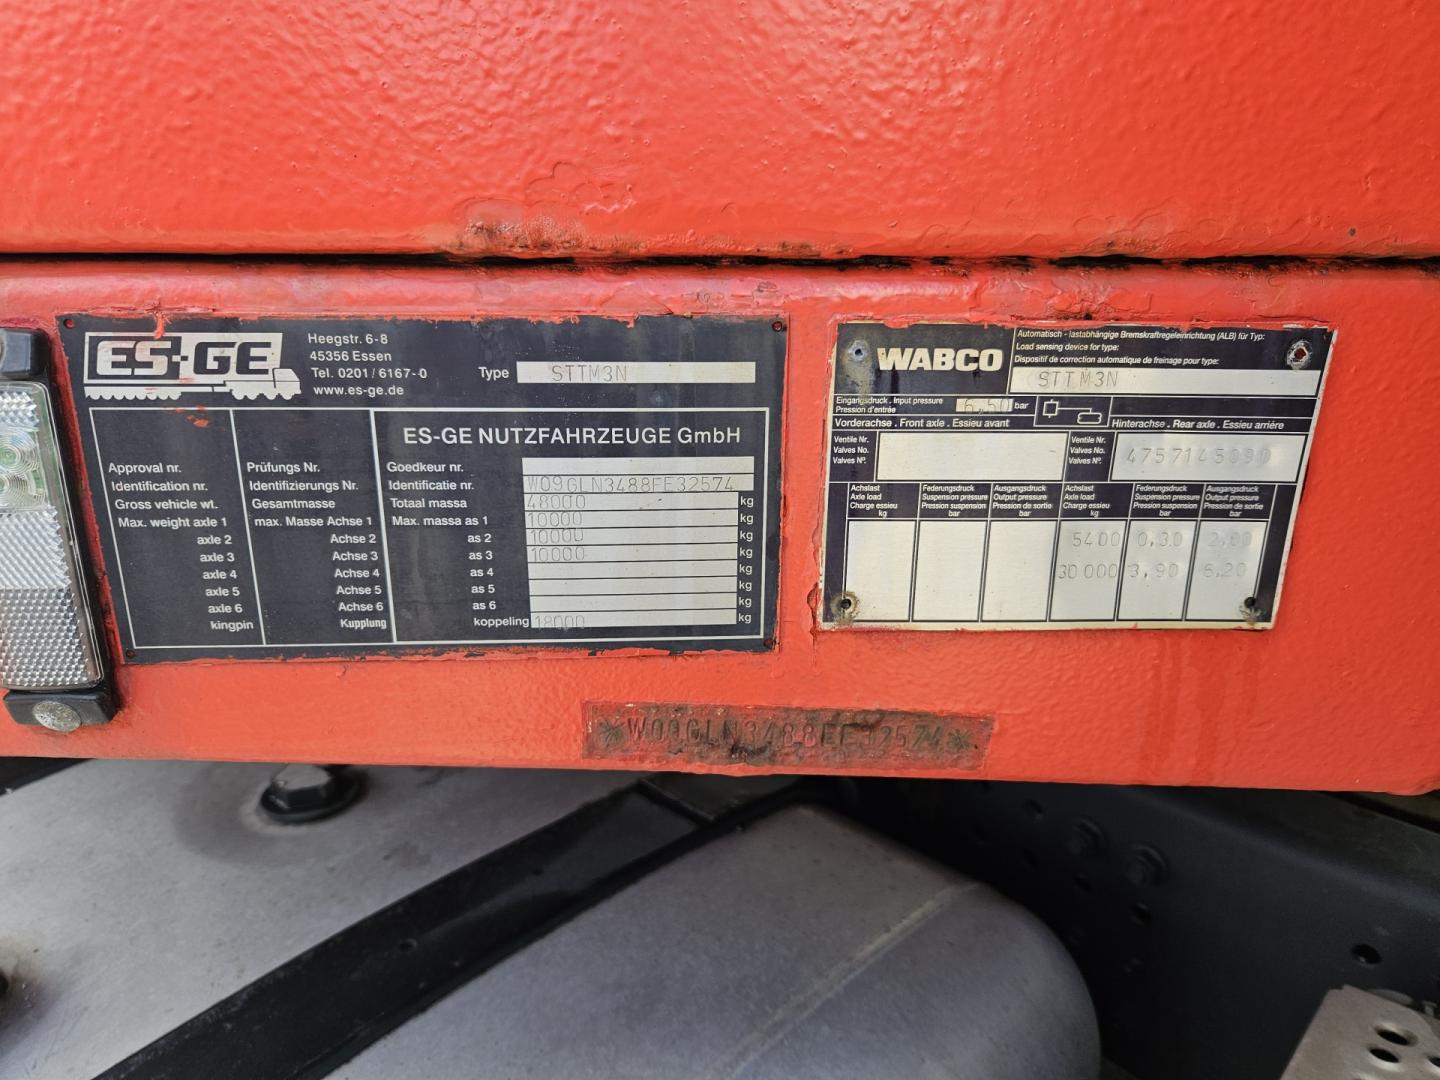 ES-GE
Heegstr. 6-8
45356 Essen
Tel. 0201/6167-0
www.es-ge.de
Type STTM3N
ES-GE NUTZFAHRZEUGE GmbH
Approval nr. Prüfungs Nr. Goedkeur nr.
Identification nr. Identifizierungs Nr. Identificatie nr. W09GLN3488EE32574
Gross vehicle wt. Gesamtmasse Totaal massa 48000 kg
Max. weight axle 1 max. Masse Achse 1 Max. massa as 1 10000 kg
axle 2 Achse 2 as 2 10000 kg
axle 3 Achse 3 as 3 10000 kg
axle 4 Achse 4 as 4 kg
axle 5 Achse 5 as 5 kg
axle 6 Achse 6 as 6 kg
kingpin Kupplung koppeling 18000 kg
WABCO
Automatisch - lastabhängige Bremskraftregeleinrichtung (ALB) für Typ:
Load sensing device for type:
Dispositif de correction automatique de freinage pour type:
STTM3N
Eingangsdruck . Input pressure
Pression d'entrée 6,50 bar
Vorderachse . Front axle . Essieu avant
Hinterachse . Rear axle . Essieu arrière
Ventile Nr.
Valves No.
Valves Nº.
Ventile Nr.
Valves No.
Valves Nº.
4757145090
Achslast
Axle load
Charge essieu
kg
Federungsdruck
Suspension pressure
Pression suspension
bar
Ausgangsdruck
Output pressure
Pression de sortie
bar
Achslast
Axle load
Charge essieu
kg
Federungsdruck
Suspension pressure
Pression suspension
bar
Ausgangsdruck
Output pressure
Pression de sortie
bar
5400 0,30 2,00
30 000 3,90 6,20
*W09GLN3488EE32574*